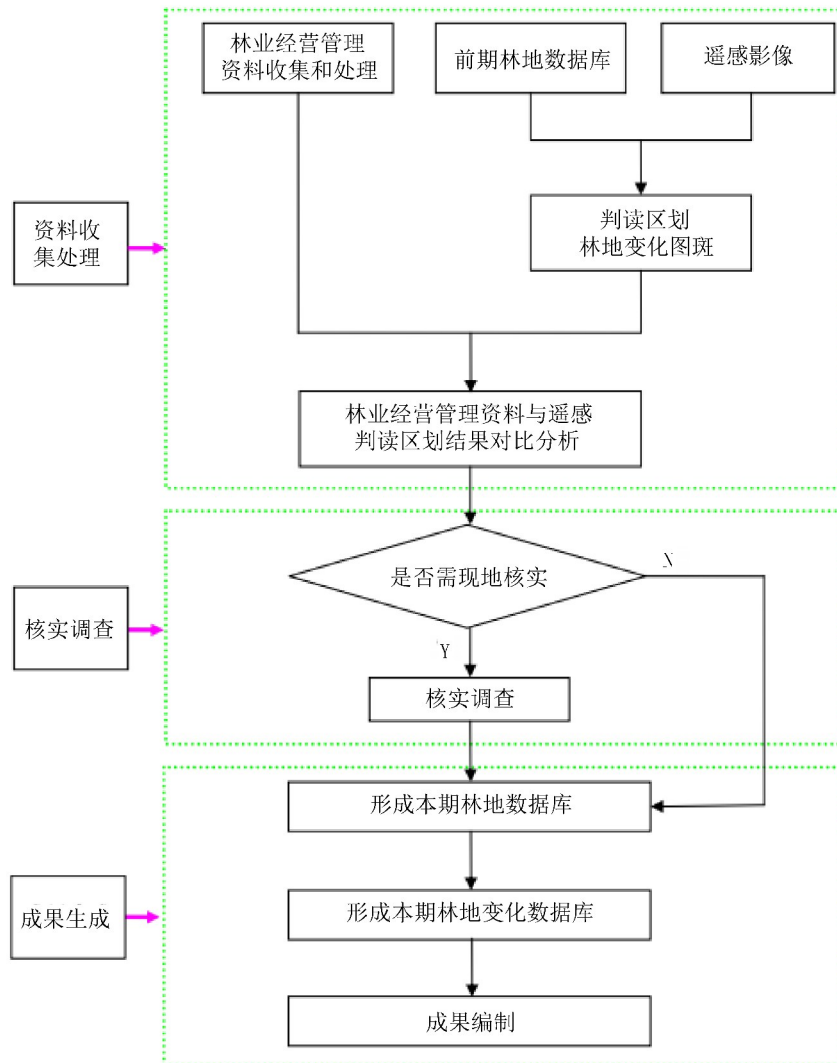 林业经营管理
资料收集和处理
前期林地数据库
遥感影像
资料收
集处理
判读区划
林地变化图斑
林业经营管理资料与遥感
判读区划结果对比分析
是否需现地核实
N
核实调查
Y
核实调查
形成本期林地数据库
成果生成
形成本期林地变化数据库
成果编制